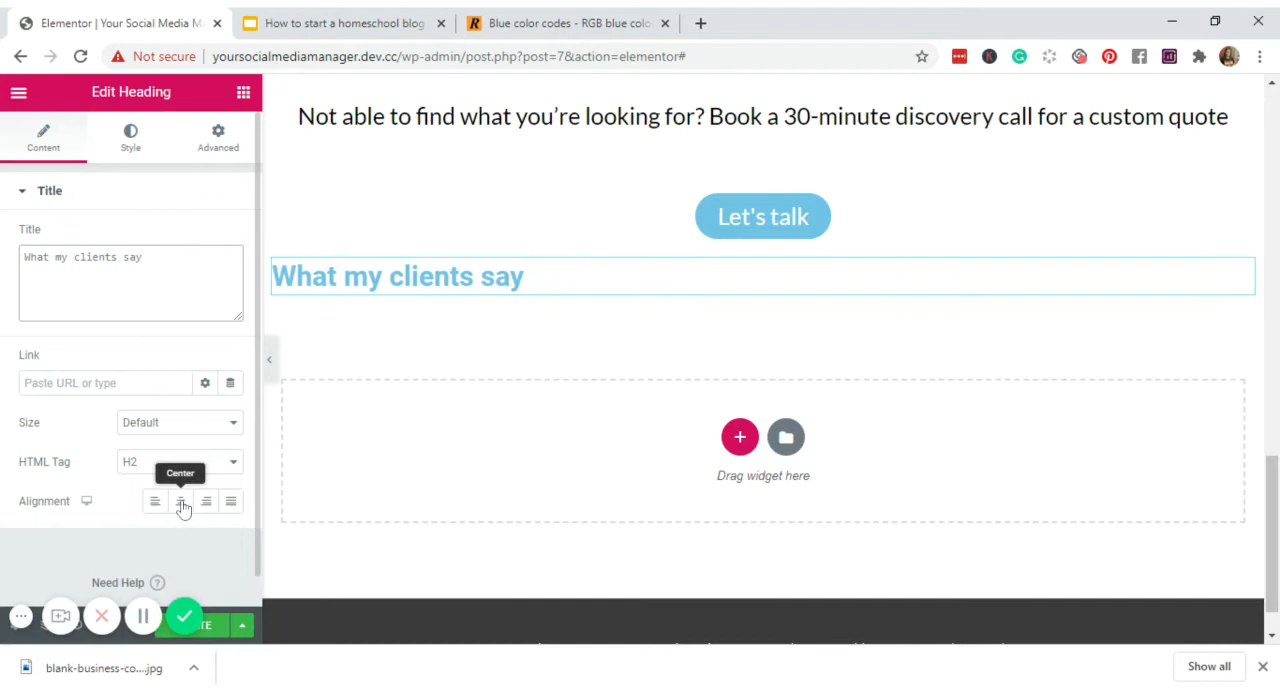 Elementor | Your Social Media M
How to start a homeschool blog
Blue color codes - RGB blue colo
Not secure
yoursocialmediamanager.dev.cc/wp-admin/post.php?post=7&action=elementor#
Edit Heading
Content
Style
Advanced
Title
Title
What my clients say
Link
Paste URL or type
Size
Default
HTML Tag
H2
Center
Alignment
Need Help
Not able to find what you’re looking for? Book a 30-minute discovery call for a custom quote
Let's talk
What my clients say
Drag widget here
blank-business-co....jpg
Show all